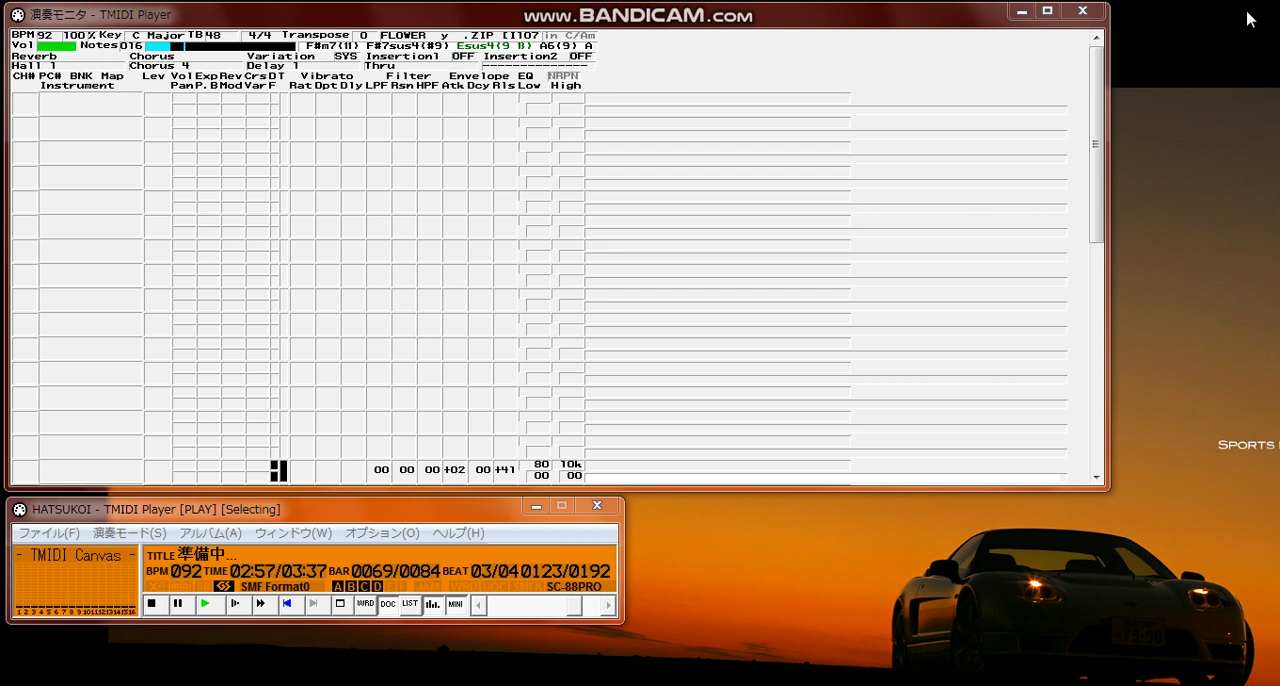 演奏モニタ - TMIDI Player
www.BANDICAM.com
BPM 92 100% Key C Major TB 48 4/4 Transpose 0 FLOWER y .ZIP [I107 in C/Am
Vol Notes 016 F#m7(11) F#7sus4(#9) Esus4(9 B) A6(9) A
Reverb Chorus Variation SYS Insertion1 OFF Insertion2 OFF
Hall 1 Chorus 4 Delay 1 Thru ---------------
CH# PC# BNK Map Lev Vol Exp Rev Crs DT Vibrato Filter Envelope EQ NRPN
Instrument Pan P.B Mod Var F Rat Dpt Dly LPF Rsn HPF Atk Dcy Rls Low High
00 00 00 +02 00 +41 80 10k
00 00
SPORTS
HATSUKOI - TMIDI Player [PLAY] [Selecting]
ファイル(F) 演奏モード(S) アルバム(A) ウィンドウ(W) オプション(O) ヘルプ(H)
- TMIDI Canvas -
TITLE 準備中...
BPM 092 TIME 02:57/03:37 BAR 0069/0084 BEAT 03/04 0123/0192
SMF Format0 A B C D SC-88PRO
1 2 3 4 5 6 7 8 9 10 11 12 13 14 15 16
WRD DOC LIST MINI